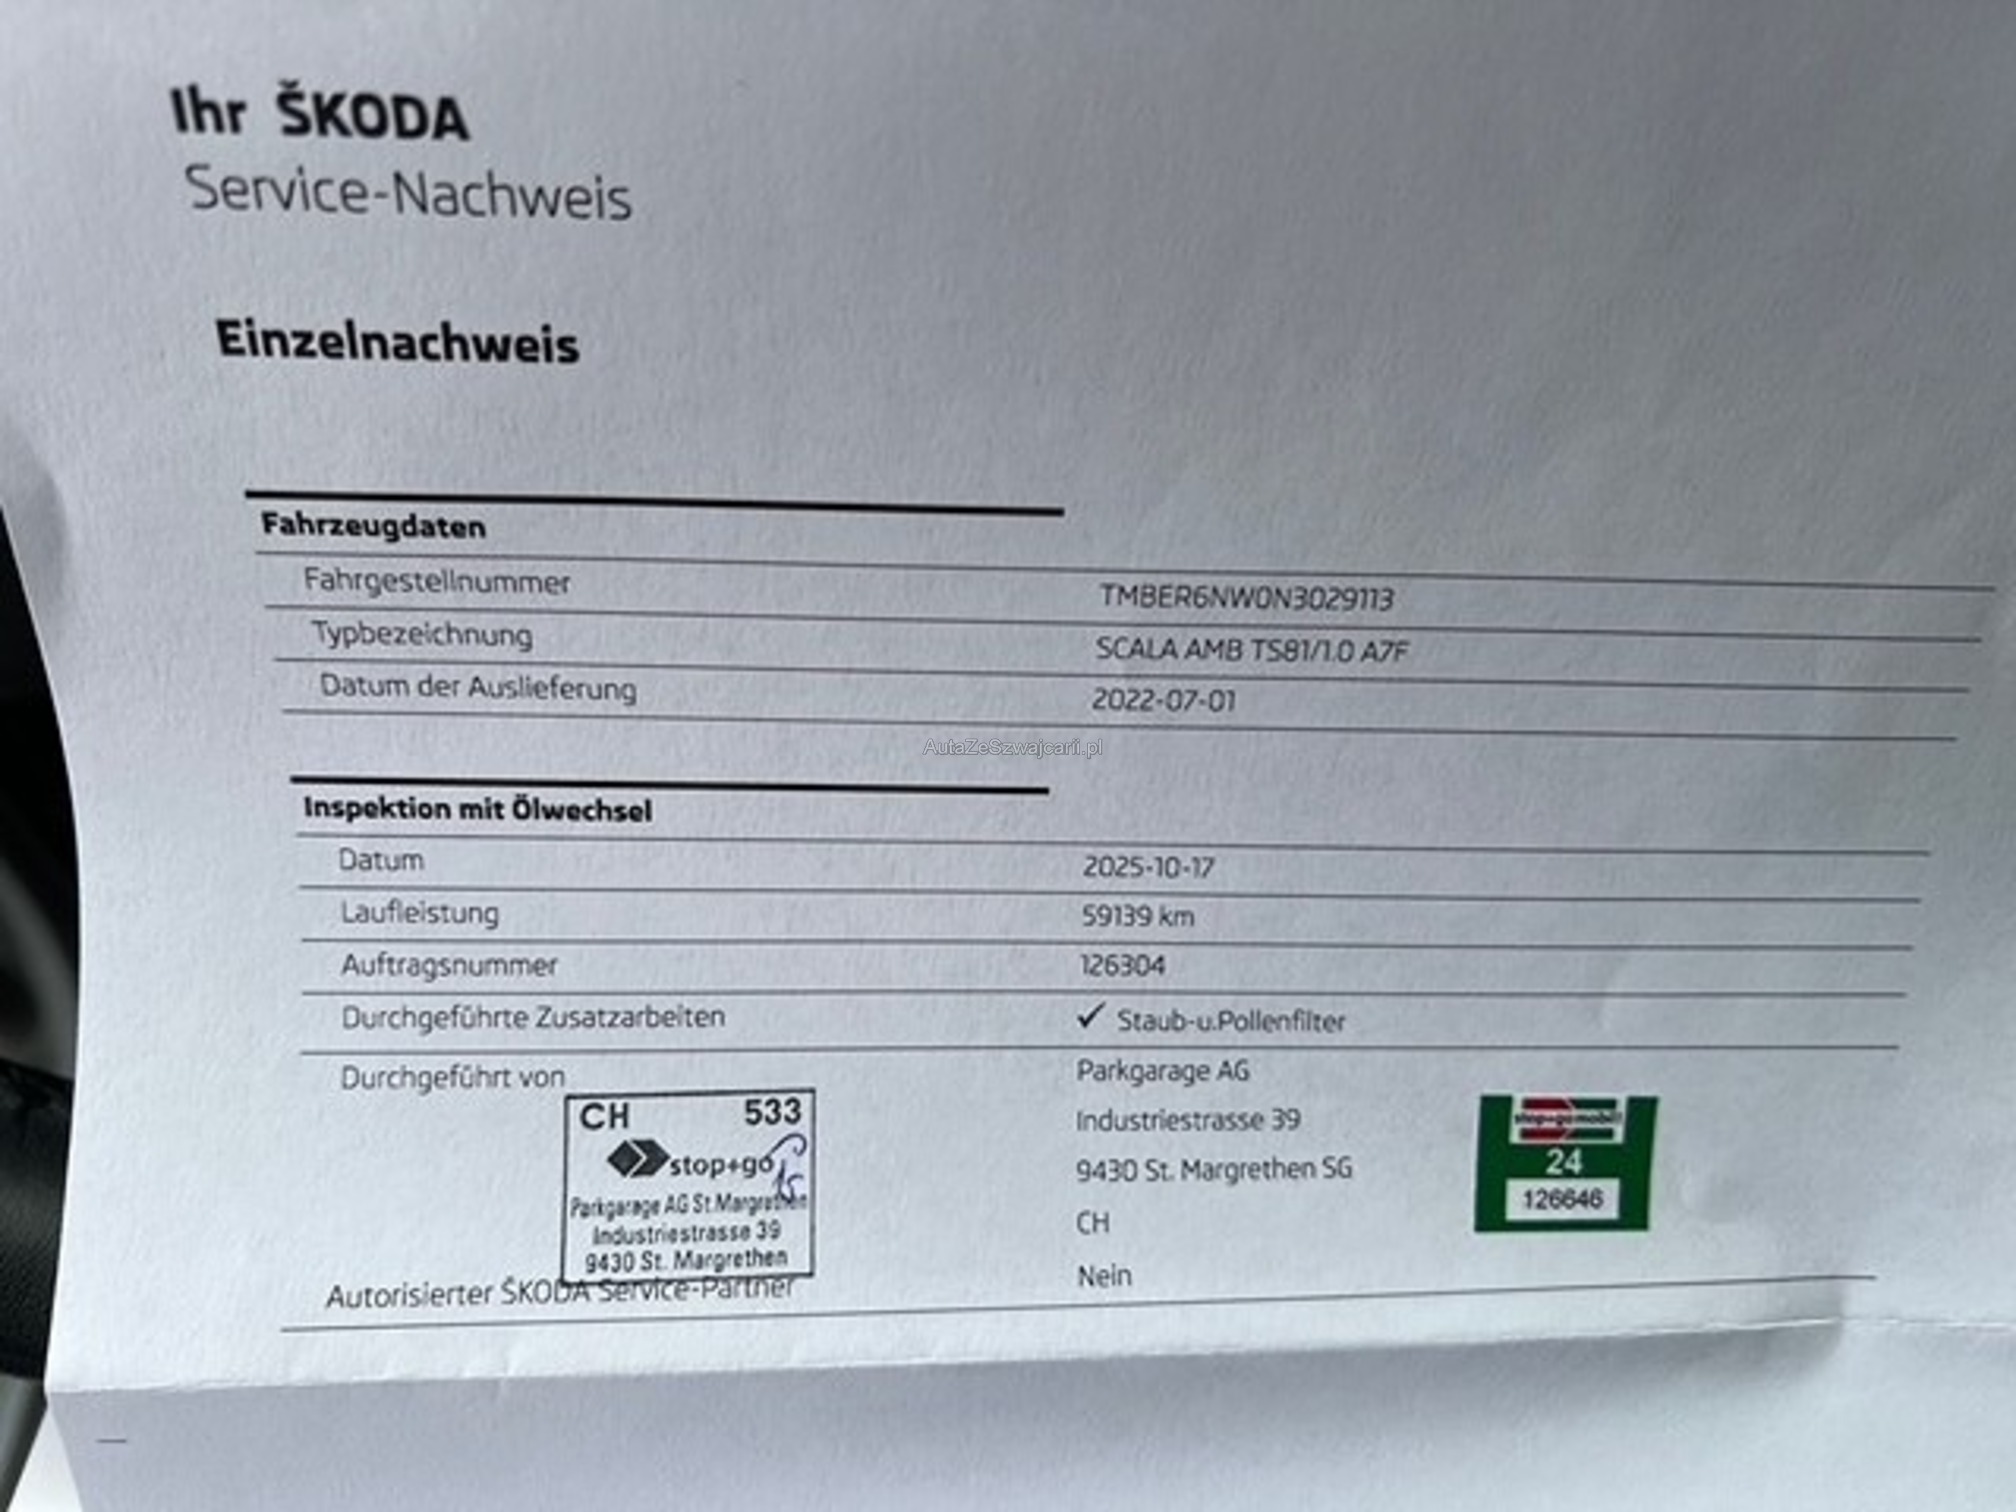 Ihr ŠKODA
Service-Nachweis
Einzelnachweis
Fahrzeugdaten
Fahrgestellnummer TMBER6NW0N3029113
Typbezeichnung SCALA AMB TS81/1.0 A7F
Datum der Auslieferung 2022-07-01
AutaZeSzwajcarii.pl
Inspektion mit Ölwechsel
Datum 2025-10-17
Laufleistung 59139 km
Auftragsnummer 126304
Durchgeführte Zusatzarbeiten ✓ Staub-u.Pollenfilter
Durchgeführt von Parkgarage AG
Industriestrasse 39
9430 St. Margrethen SG
CH
CH 533
stop+go
Parkgarage AG St.Margrethen
Industriestrasse 39
9430 St. Margrethen
stop+gomobil
24
126646
Autorisierter ŠKODA Service-Partner Nein